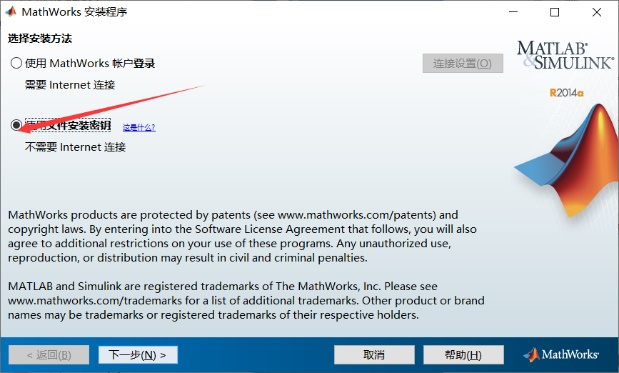 MathWorks 安装程序
选择安装方法
使用 MathWorks 帐户登录
连接设置(O)
需要 Internet 连接
使用文件安装密钥 这是什么?
不需要 Internet 连接
MATLAB®
&SIMULINK®
R2014a
MathWorks products are protected by patents (see www.mathworks.com/patents) and
copyright laws. By entering into the Software License Agreement that follows, you will also
agree to additional restrictions on your use of these programs. Any unauthorized use,
reproduction, or distribution may result in civil and criminal penalties.
MATLAB and Simulink are registered trademarks of The MathWorks, Inc. Please see
www.mathworks.com/trademarks for a list of additional trademarks. Other product or brand
names may be trademarks or registered trademarks of their respective holders.
< 返回(B) 下一步(N) > 取消 帮助(H) MathWorks